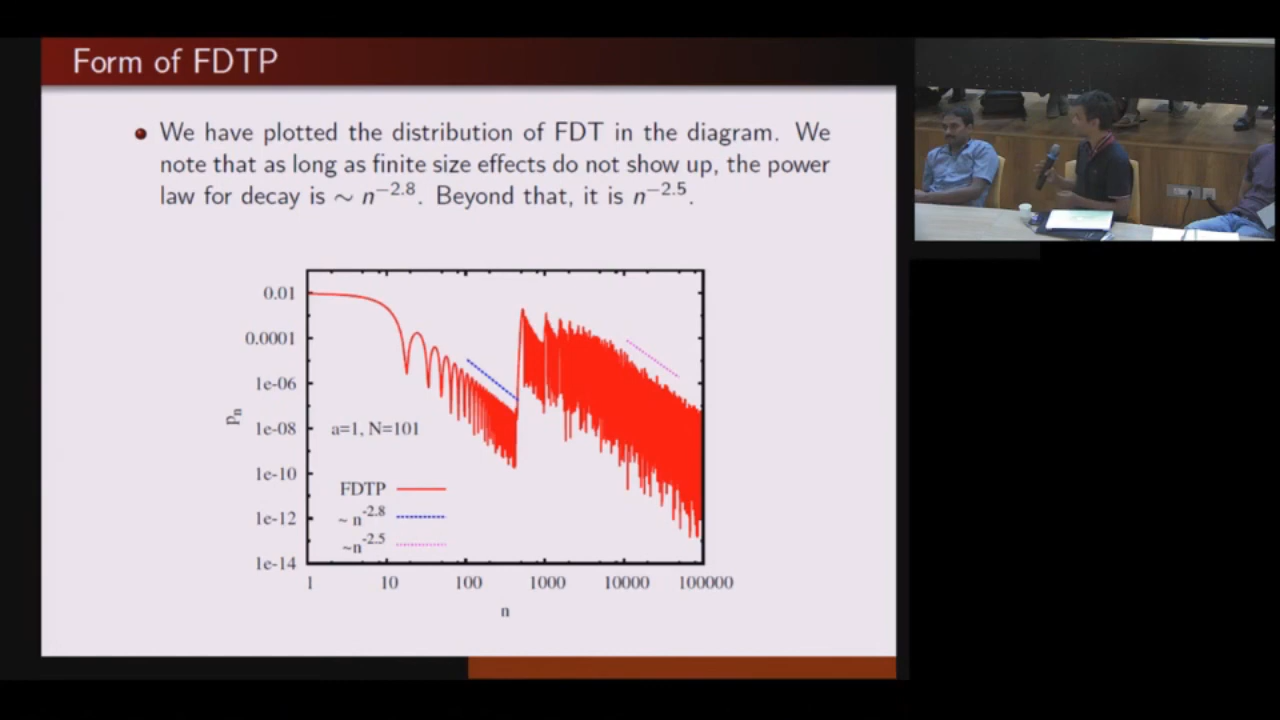 Form of FDTP
We have plotted the distribution of FDT in the diagram. We
note that as long as finite size effects do not show up, the power
law for decay is ∼ n⁻²·⁸. Beyond that, it is n⁻²·⁵.
0.01
0.0001
1e-06
1e-08
1e-10
1e-12
1e-14
pₙ
a=1, N=101
FDTP
~ n⁻²·⁸
~n⁻²·⁵
1 10 100 1000 10000 100000
n